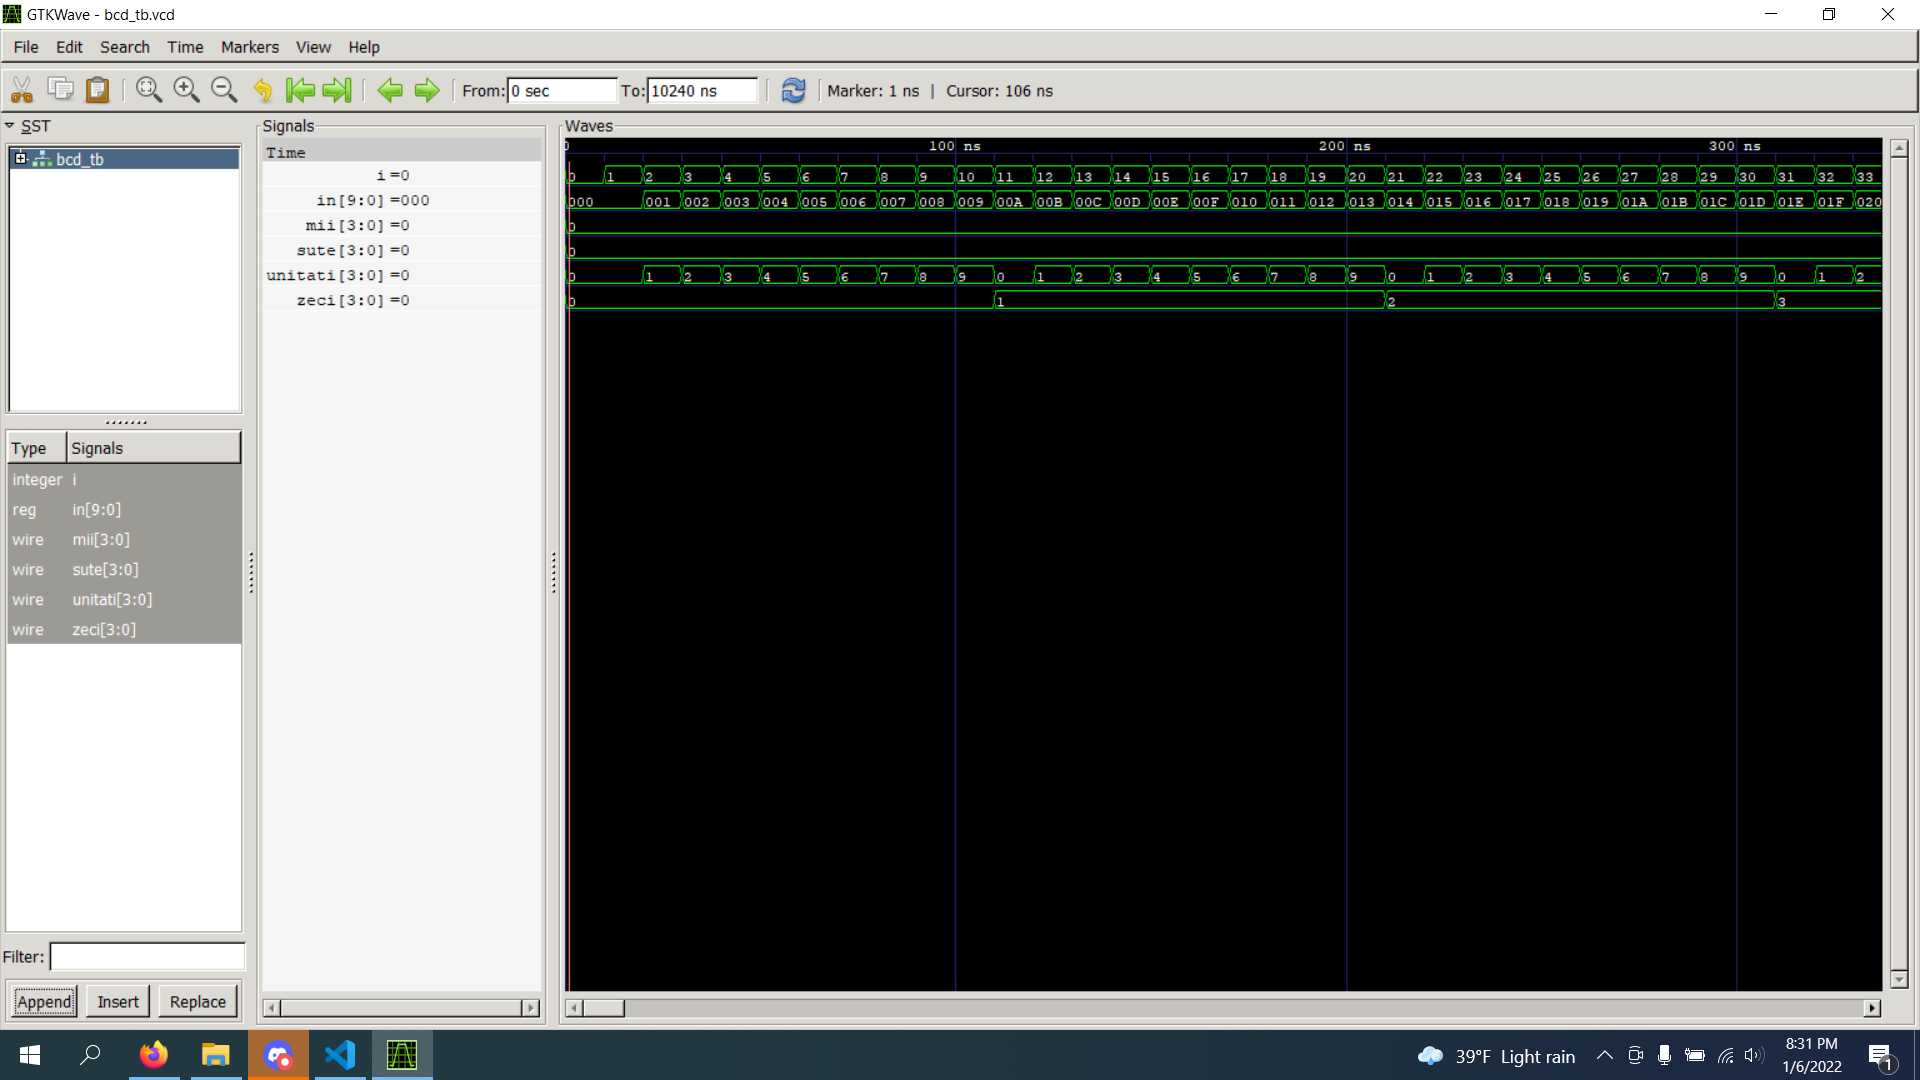 GTKWave - bcd_tb.vcd
File Edit Search Time Markers View Help
From: 0 sec To: 10240 ns Marker: 1 ns | Cursor: 106 ns
SST
bcd_tb
Type Signals
integer i
reg in[9:0]
wire mii[3:0]
wire sute[3:0]
wire unitati[3:0]
wire zeci[3:0]
Filter:
Append Insert Replace
Signals
Time
i =0
in[9:0] =000
mii[3:0] =0
sute[3:0] =0
unitati[3:0] =0
zeci[3:0] =0
Waves
0 100 ns 200 ns 300 ns
0 1 2 3 4 5 6 7 8 9 10 11 12 13 14 15 16 17 18 19 20 21 22 23 24 25 26 27 28 29 30 31 32 33
000 001 002 003 004 005 006 007 008 009 00A 00B 00C 00D 00E 00F 010 011 012 013 014 015 016 017 018 019 01A 01B 01C 01D 01E 01F 020
0
0
0 1 2 3 4 5 6 7 8 9 0 1 2 3 4 5 6 7 8 9 0 1 2 3 4 5 6 7 8 9 0 1 2
0 1 2 3
39°F Light rain
8:31 PM
1/6/2022
1